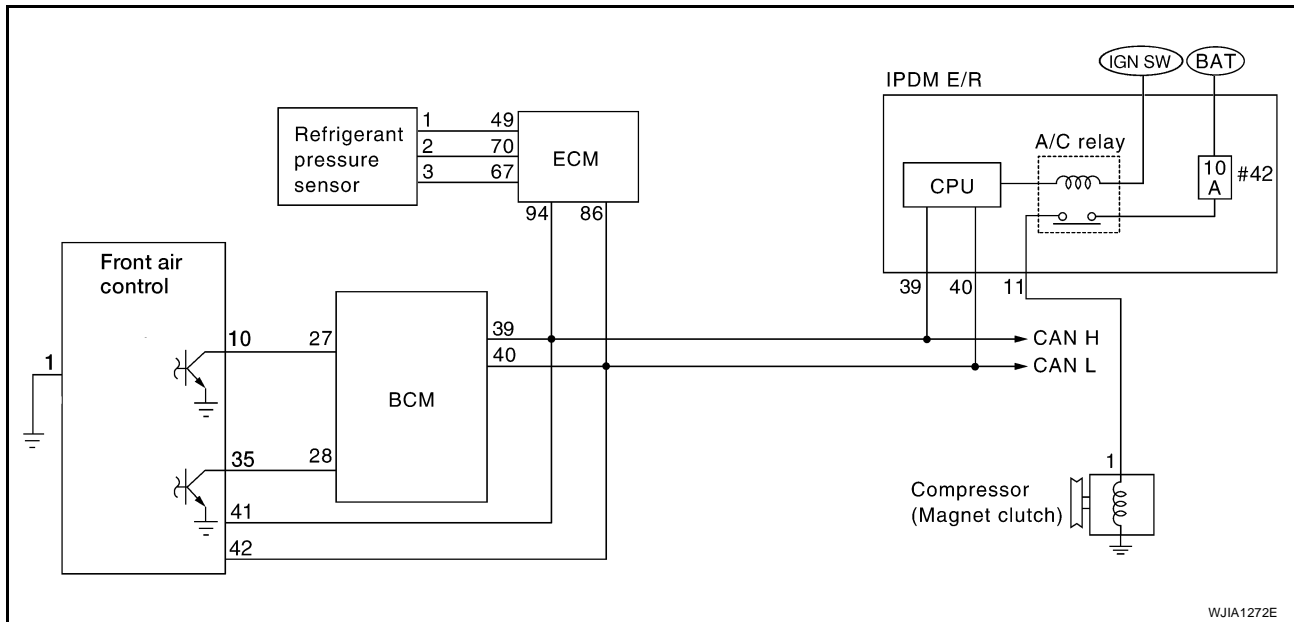 IGN SW
BAT
IPDM E/R
A/C relay
CPU
10
A
#42
39
40
11
Refrigerant
pressure
sensor
1
2
3
49
70
67
ECM
94
86
Front air
control
1
10
35
41
42
27
28
BCM
39
40
CAN H
CAN L
Compressor
(Magnet clutch)
1
WJIA1272E